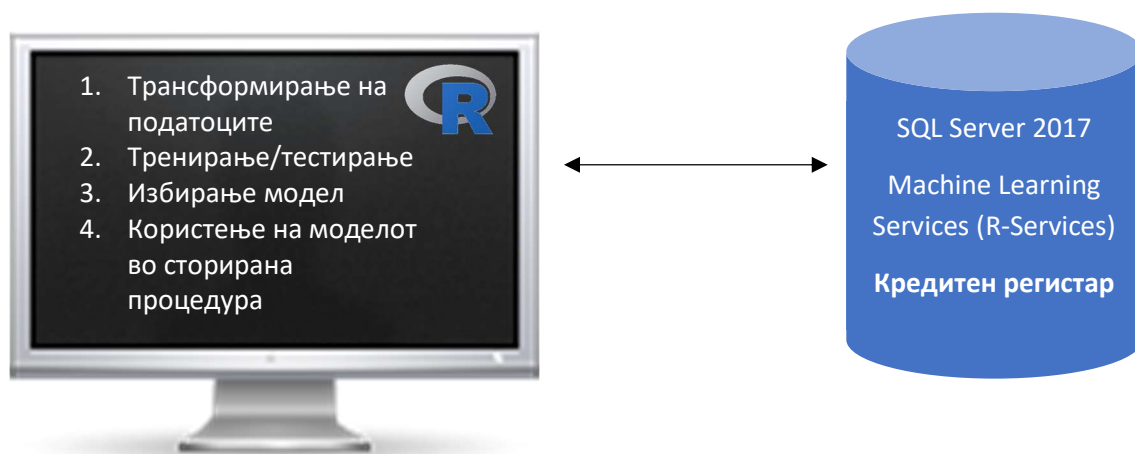 1. Трансформирање на
податоците
2. Тренирање/тестирање
3. Избирање модел
4. Користење на моделот
во сторирана
процедура
R
SQL Server 2017
Machine Learning
Services (R-Services)
Кредитен регистар